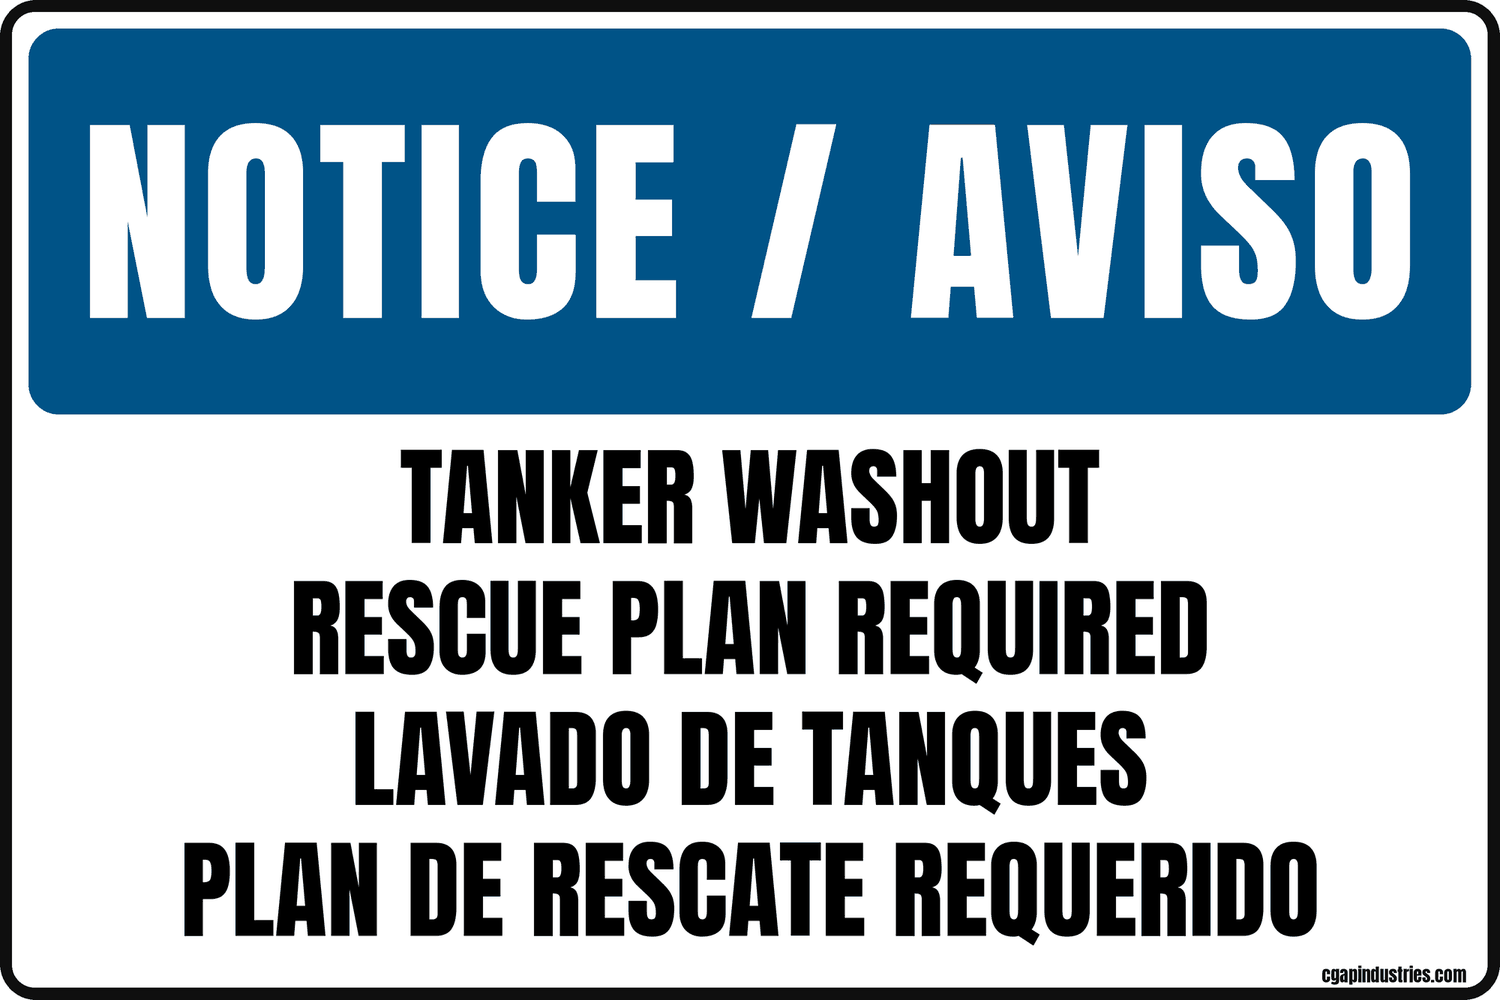 NOTICE / AVISO
TANKER WASHOUT
RESCUE PLAN REQUIRED
LAVADO DE TANQUES
PLAN DE RESCATE REQUERIDO
cgapindustries.com